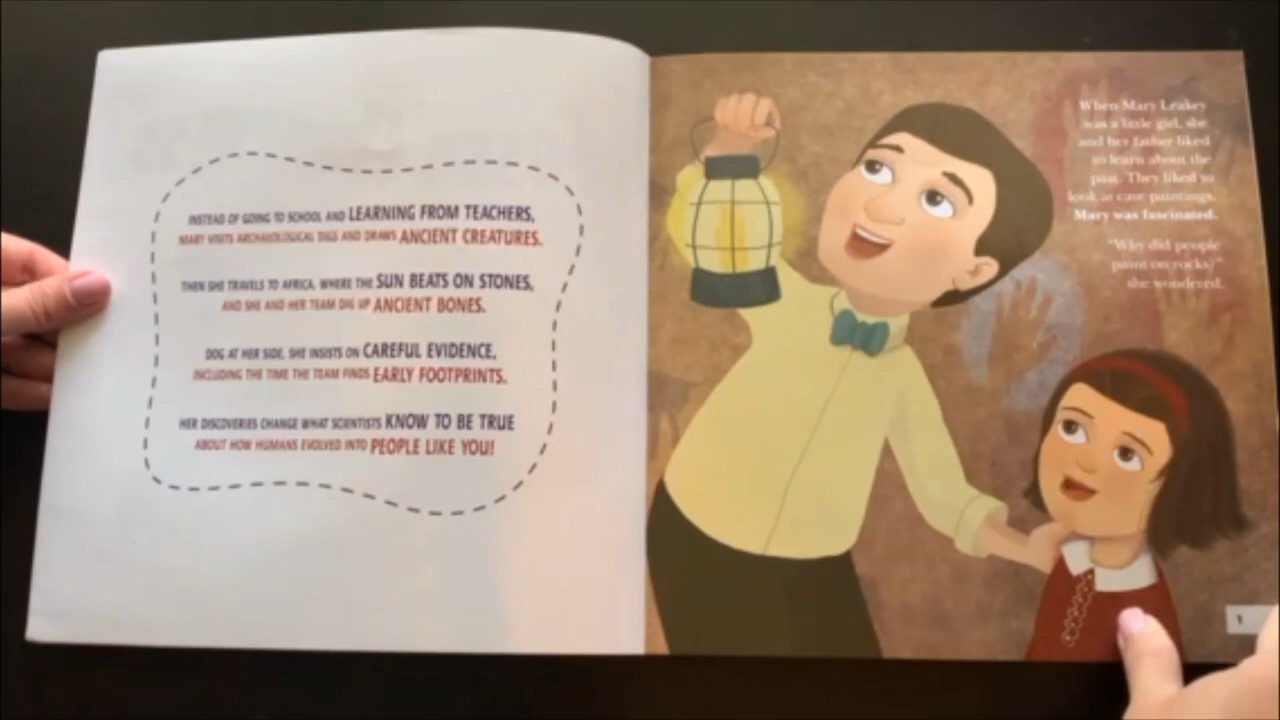 INSTEAD OF GOING TO SCHOOL AND LEARNING FROM TEACHERS,
MARY VISITS ARCHAEOLOGICAL DIGS AND DRAWS ANCIENT CREATURES.
THEN SHE TRAVELS TO AFRICA, WHERE THE SUN BEATS ON STONES,
AND SHE AND HER TEAM DIG UP ANCIENT BONES.
DOG AT HER SIDE, SHE INSISTS ON CAREFUL EVIDENCE,
INCLUDING THE TIME THE TEAM FINDS EARLY FOOTPRINTS.
HER DISCOVERIES CHANGE WHAT SCIENTISTS KNOW TO BE TRUE
ABOUT HOW HUMANS EVOLVED INTO PEOPLE LIKE YOU!
When Mary Leakey
was a little girl, she
and her father liked
to learn about the
past. They liked to
look at cave paintings.
Mary was fascinated.
"Why did people
paint on rocks?"
she wondered.
1